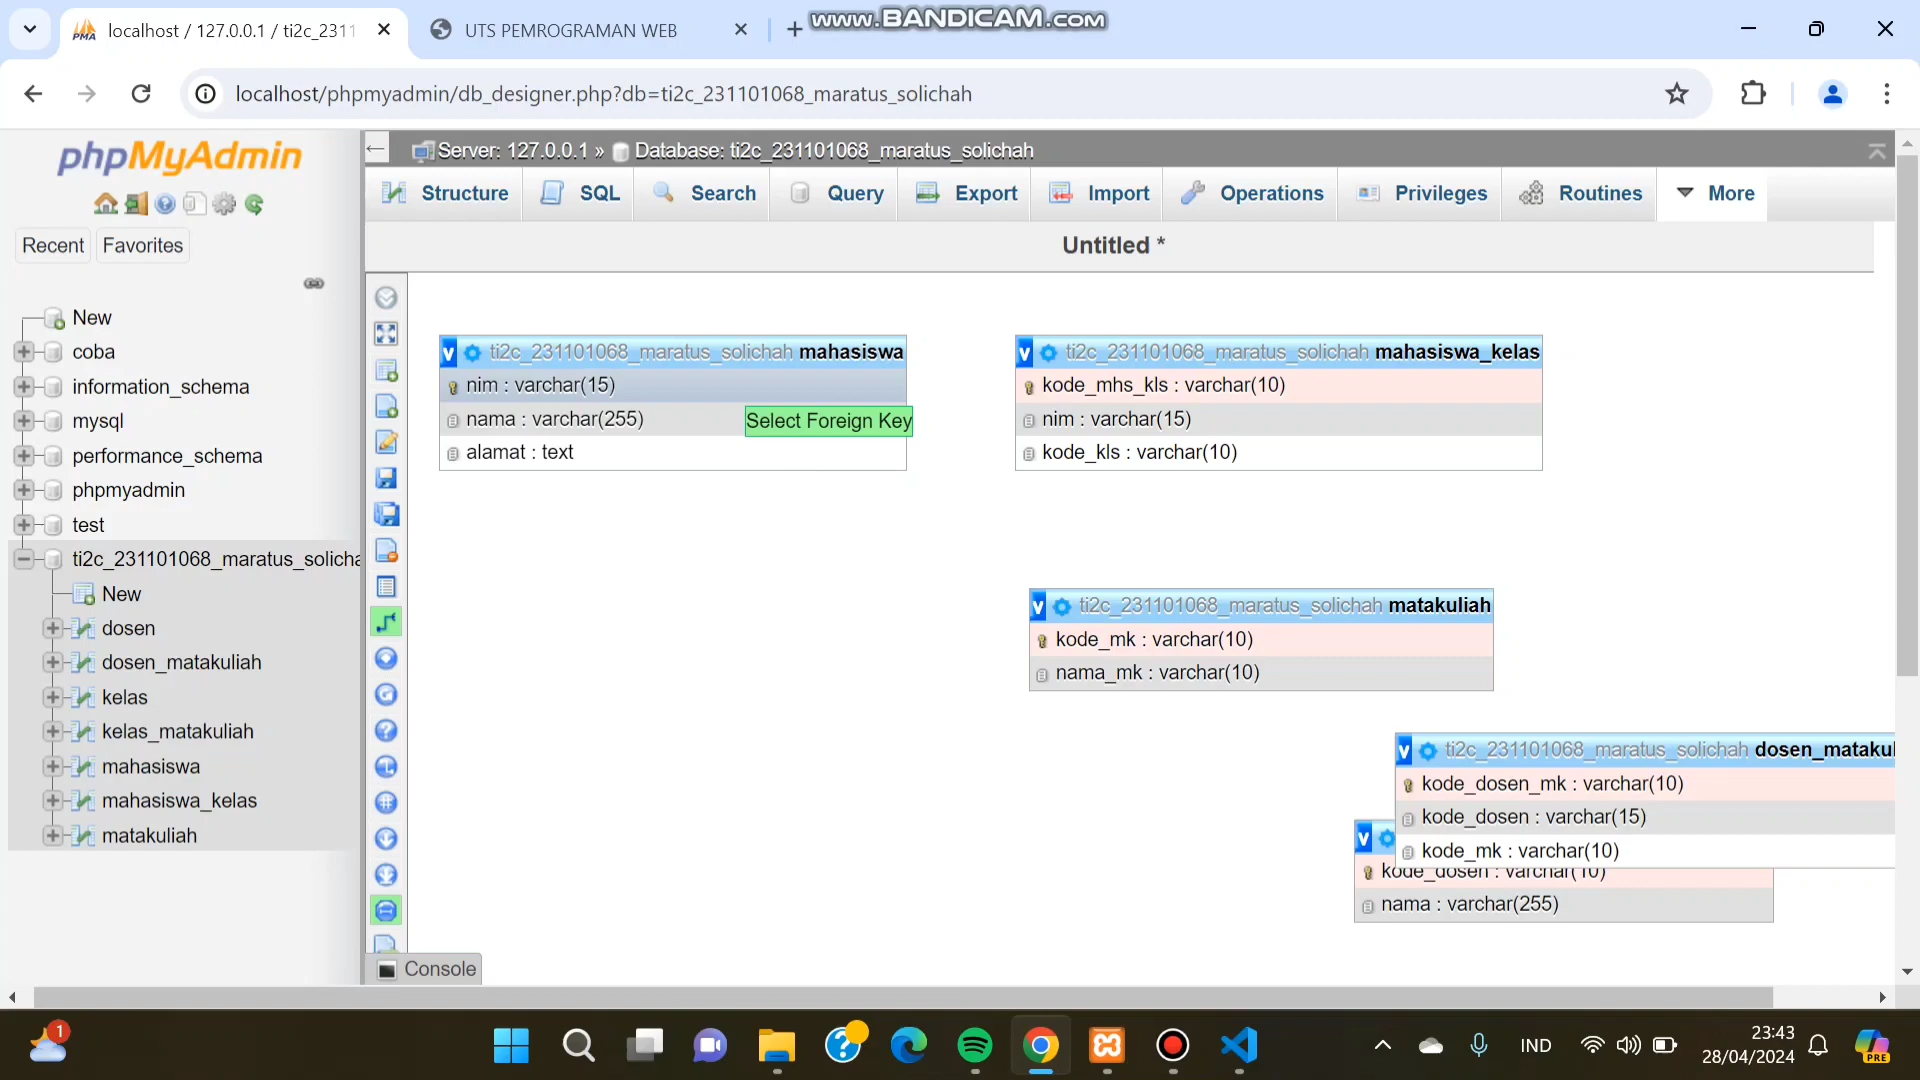 localhost / 127.0.0.1 / ti2c_2311
UTS PEMROGRAMAN WEB
www.BANDICAM.com
localhost/phpmyadmin/db_designer.php?db=ti2c_231101068_maratus_solichah
phpMyAdmin
Recent
Favorites
New
coba
information_schema
mysql
performance_schema
phpmyadmin
test
ti2c_231101068_maratus_solicha
New
dosen
dosen_matakuliah
kelas
kelas_matakuliah
mahasiswa
mahasiswa_kelas
matakuliah
Server: 127.0.0.1 » Database: ti2c_231101068_maratus_solichah
Structure
SQL
Search
Query
Export
Import
Operations
Privileges
Routines
More
Untitled *
v ti2c_231101068_maratus_solichah mahasiswa
nim : varchar(15)
nama : varchar(255)
Select Foreign Key
alamat : text
v ti2c_231101068_maratus_solichah mahasiswa_kelas
kode_mhs_kls : varchar(10)
nim : varchar(15)
kode_kls : varchar(10)
v ti2c_231101068_maratus_solichah matakuliah
kode_mk : varchar(10)
nama_mk : varchar(10)
v ti2c_231101068_maratus_solichah dosen_matakul
kode_dosen_mk : varchar(10)
kode_dosen : varchar(15)
kode_mk : varchar(10)
v
kode_dosen : varchar(10)
nama : varchar(255)
Console
1
IND
23:43
28/04/2024
PRE